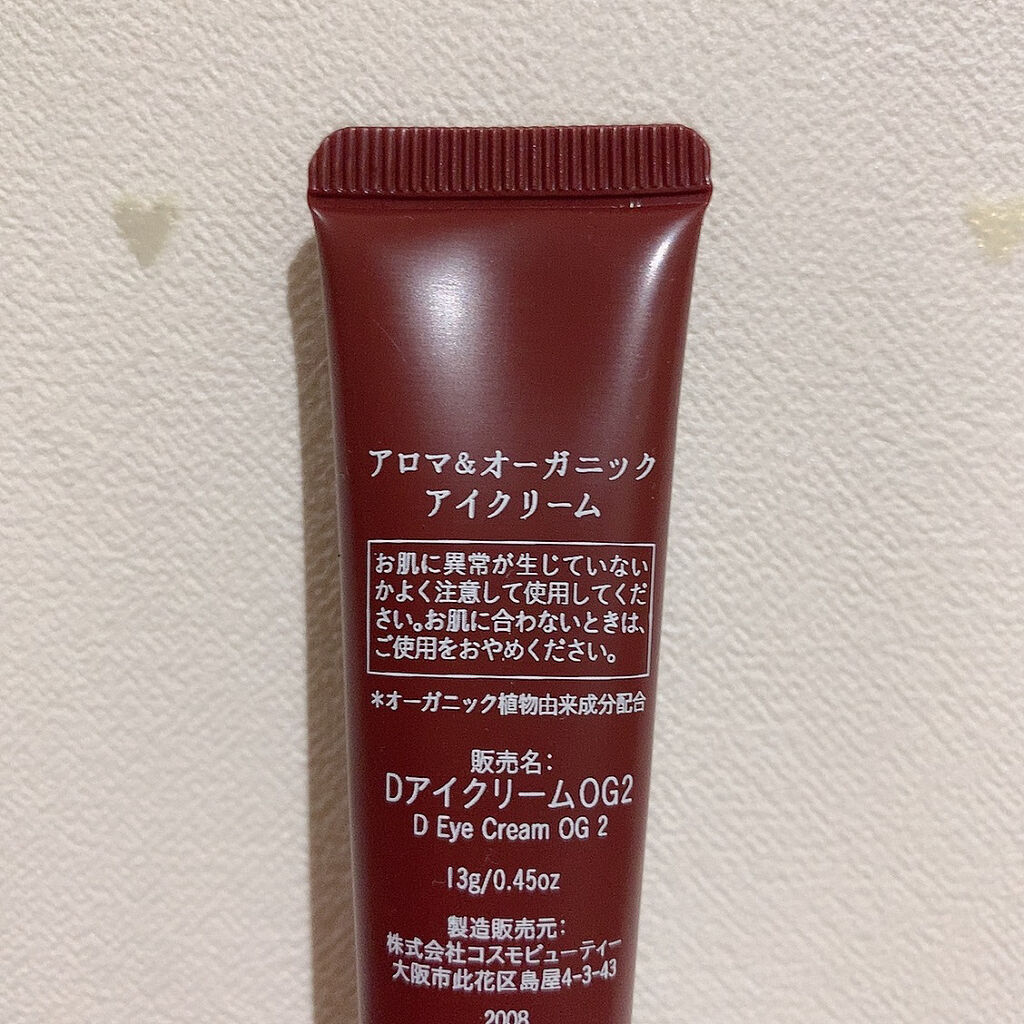 アロマ&オーガニック
アイクリーム
お肌に異常が生じていない
かよく注意して使用してくだ
さい。お肌に合わないときは、
ご使用をおやめください。
*オーガニック植物由来成分配合
販売名:
DアイクリームOG2
D Eye Cream OG 2
13g/0.45oz
製造販売元:
株式会社コスモビューティー
大阪市此花区島屋4-3-43
2008